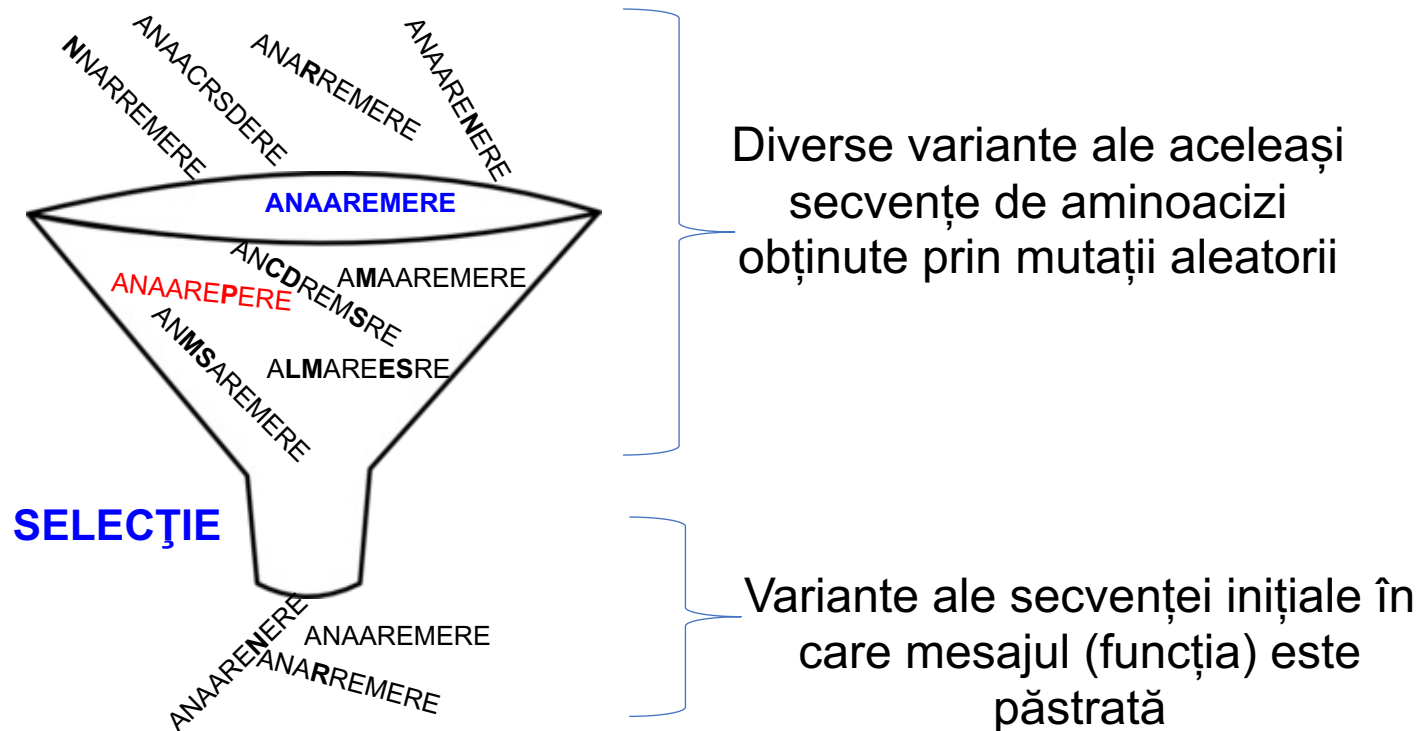 NNARREMERE
ANAACRSDERE
ANARREMERE
ANAARENERE
ANAAREMERE
ANCDREMSRE
AMAAREMERE
ANAAREPERE
ANMSAREMERE
ALMAREESRE
Diverse variante ale aceleași
secvențe de aminoacizi
obținute prin mutații aleatorii
SELECŢIE
ANAARENERE
ANAAREMERE
ANARREMERE
Variante ale secvenței inițiale în
care mesajul (funcția) este
păstrată